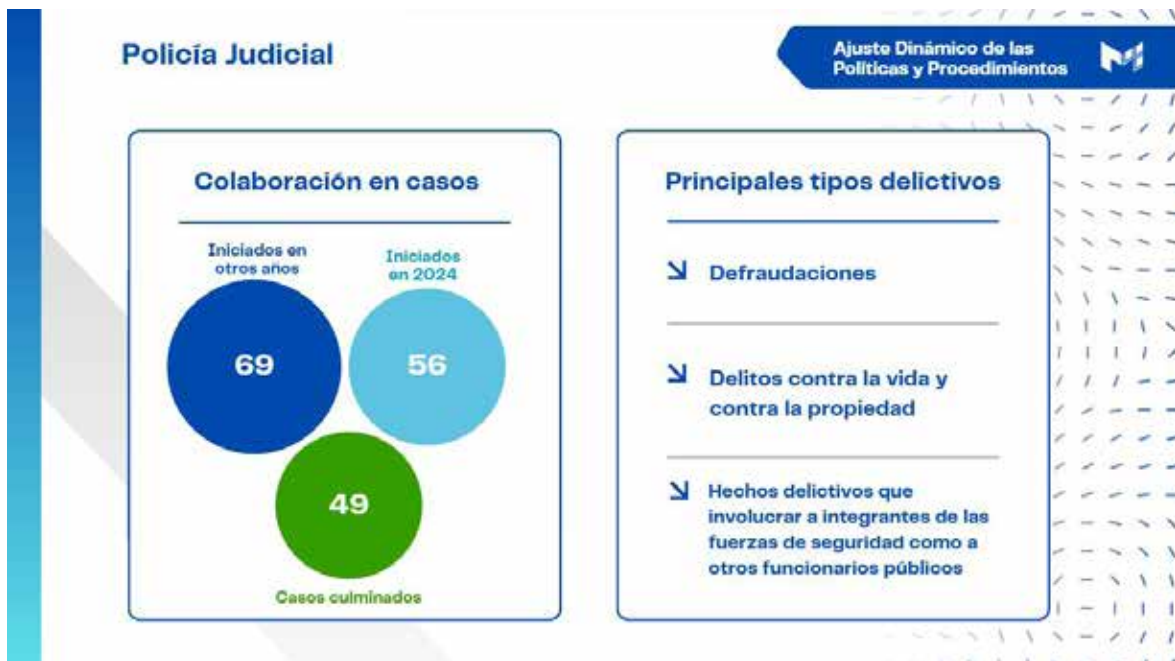 Policía Judicial
Ajuste Dinámico de las
Políticas y Procedimientos
Colaboración en casos
Iniciados en
otros años
Iniciados
en 2024
69
56
49
Casos culminados
Principales tipos delictivos
Defraudaciones
Delitos contra la vida y
contra la propiedad
Hechos delictivos que
involucrar a integrantes de las
fuerzas de seguridad como a
otros funcionarios públicos